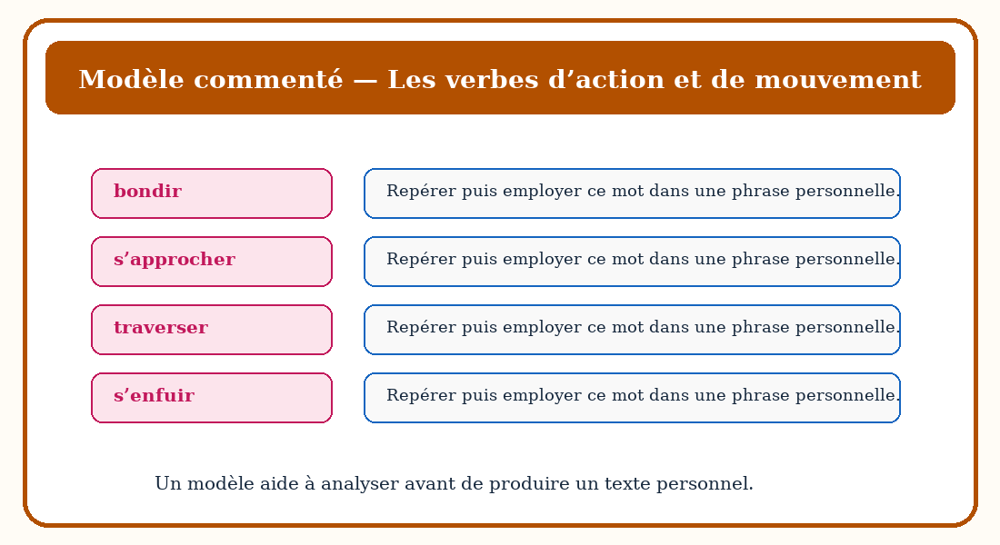 Modèle commenté — Les verbes d’action et de mouvement
bondir
Repérer puis employer ce mot dans une phrase personnelle.
s’approcher
Repérer puis employer ce mot dans une phrase personnelle.
traverser
Repérer puis employer ce mot dans une phrase personnelle.
s’enfuir
Repérer puis employer ce mot dans une phrase personnelle.
Un modèle aide à analyser avant de produire un texte personnel.